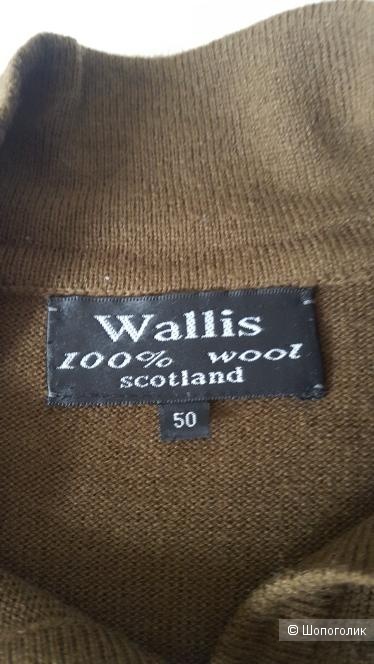 Wallis
100% wool
scotland
50
© Шопоголик